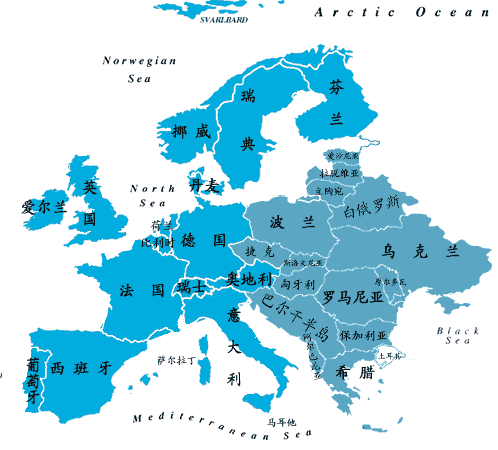 SVARLBARD
Arctic Ocean
Norwegian
Sea
瑞典
芬兰
挪威
爱沙尼亚
拉脱维亚
立陶宛
丹麦
英国
爱尔兰
North
Sea
荷兰
比利时
德国
波兰
白俄罗斯
乌克兰
捷克
斯洛文尼亚
法国
瑞士
奥地利
匈牙利
摩尔多瓦
罗马尼亚
巴尔干半岛
意大利
保加利亚
Black
Sea
土耳其
希腊
萨尔拉丁
葡萄牙
西班牙
马耳他
Mediterranean Sea